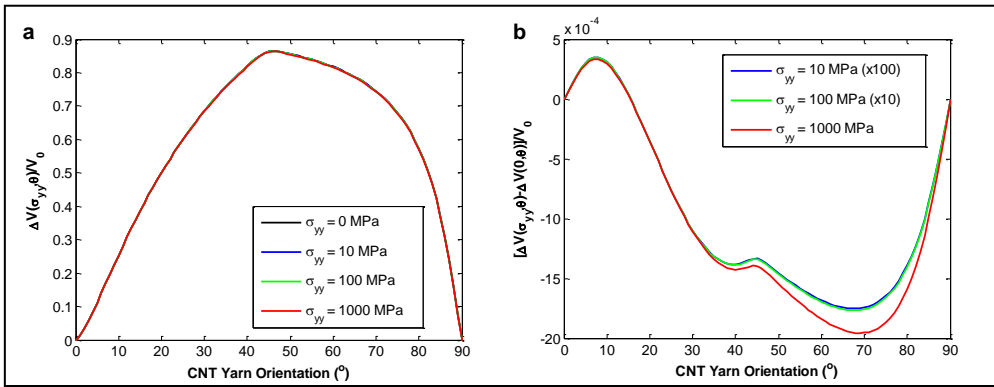 a
0.9
0.8
0.7
0.6
0.5
0.4
0.3
0.2
0.1
0
0 10 20 30 40 50 60 70 80 90
ΔV(σyy,θ)/V0
CNT Yarn Orientation (º)
σyy = 0 MPa
σyy = 10 MPa
σyy = 100 MPa
σyy = 1000 MPa
b
x 10-4
5
0
-5
-10
-15
-20
0 10 20 30 40 50 60 70 80 90
[ΔV(σyy,θ)-ΔV(0,θ)]/V0
CNT Yarn Orientation (º)
σyy = 10 MPa (x100)
σyy = 100 MPa (x10)
σyy = 1000 MPa